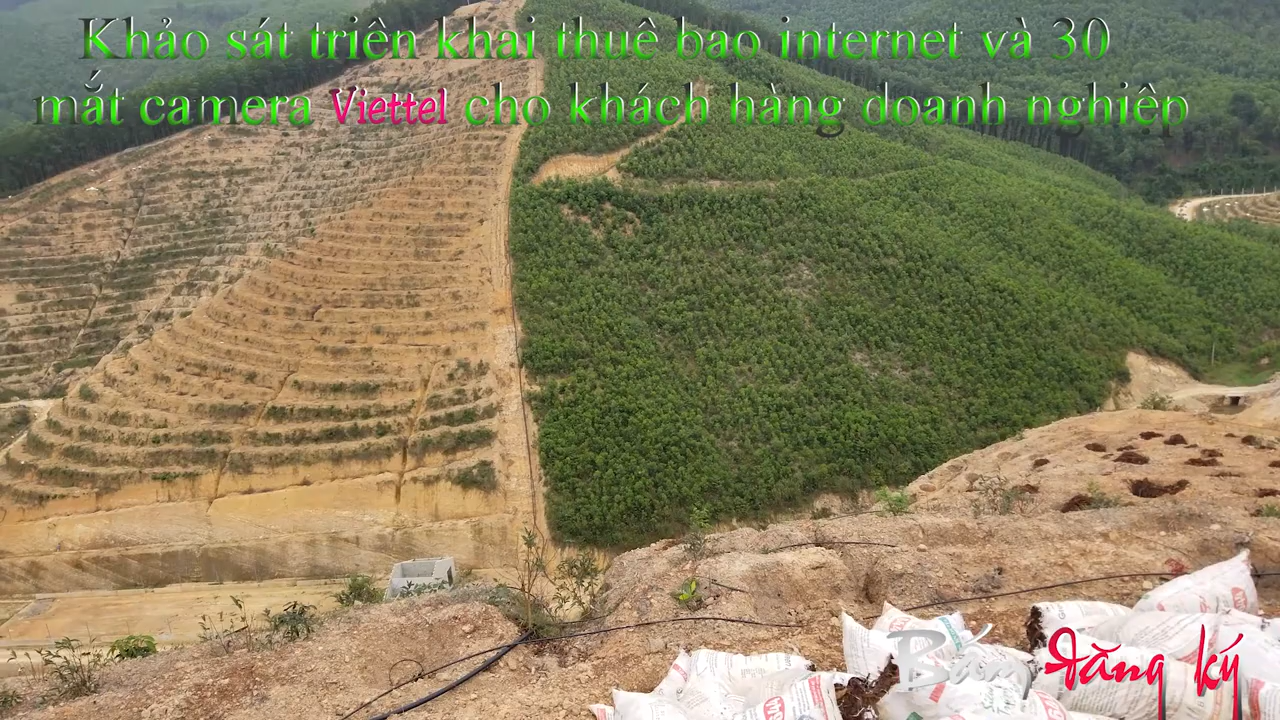 Khảo sát triển khai thuê bao internet và 30
mắt camera Viettel cho khách hàng doanh nghiệp
Bấm Đăng ký